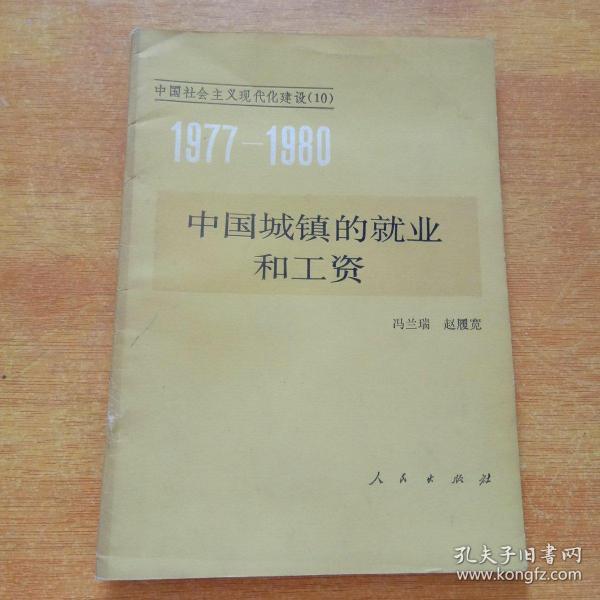 中国社会主义现代化建设(10)
1977—1980
中国城镇的就业
和工资
冯兰瑞 赵履宽
人民出版社
孔夫子旧书网
www.kongfz.com